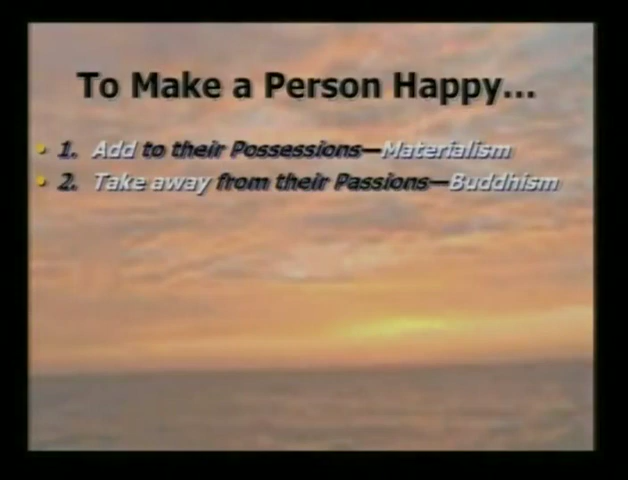 To Make a Person Happy...
• 1. Add to their Possessions—Materialism
• 2. Take away from their Passions—Buddhism